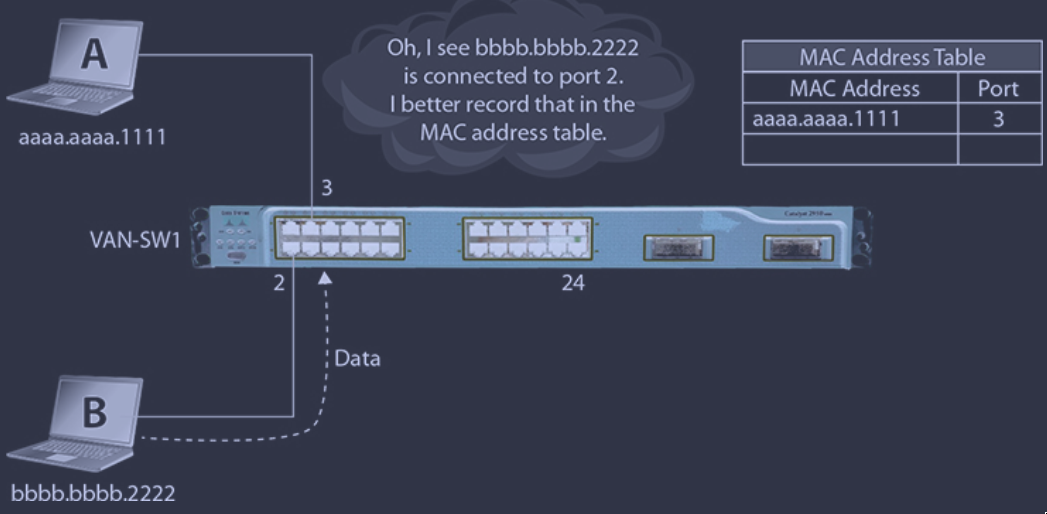 A
aaaa.aaaa.1111
Oh, I see bbbb.bbbb.2222
is connected to port 2.
I better record that in the
MAC address table.
MAC Address Table
MAC Address Port
aaaa.aaaa.1111 3
3
VAN-SW1
2
24
Data
B
bbbb.bbbb.2222